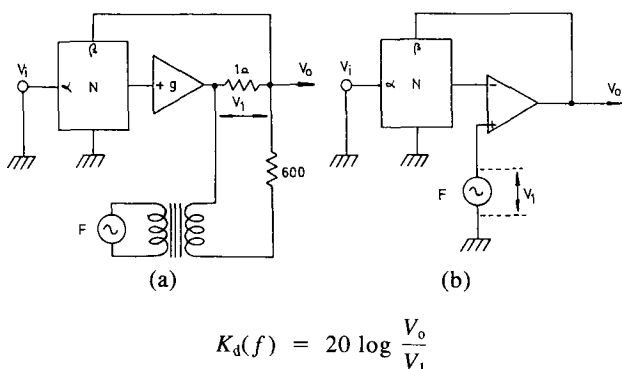 Vi
α
β
N
+ g
1Ω
V1
Vo
600
F
(a)
Vi
α
β
N
-
+
Vo
F
V1
(b)
Kd(f) = 20 log Vo/V1